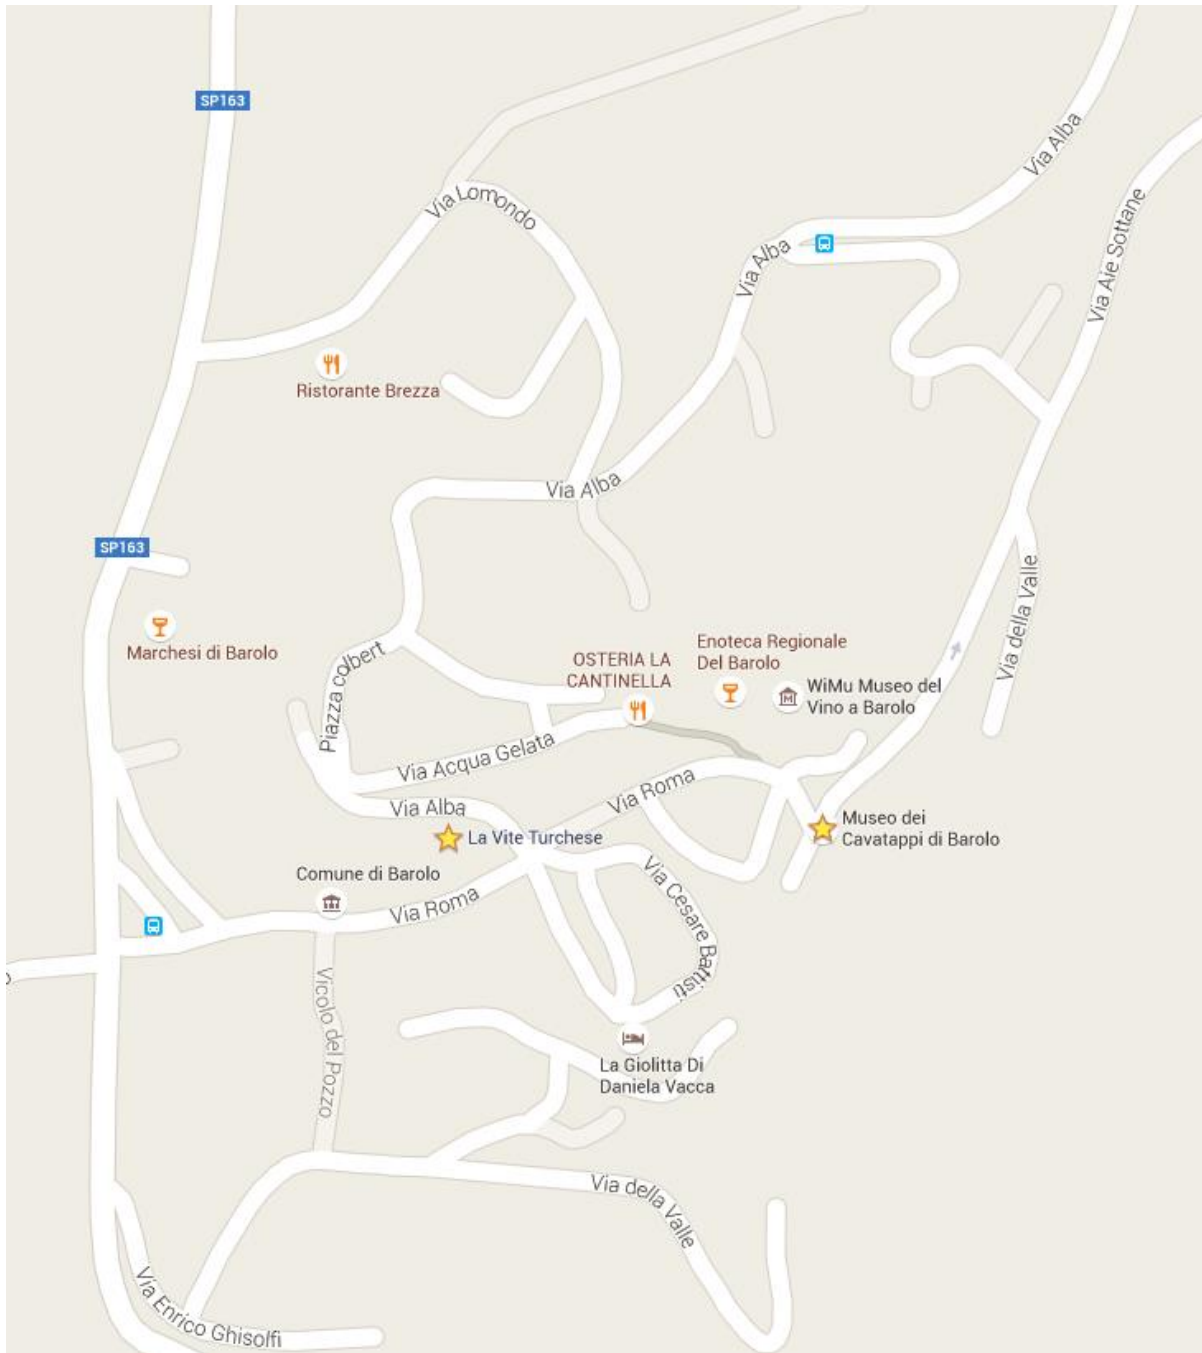 SP163
Via Alba
Via Lomondo
Via Alba
Via Aie Sottane
Ristorante Brezza
Via Alba
SP163
Via della Valle
Marchesi di Barolo
Piazza colbert
OSTERIA LA
CANTINELLA
Enoteca Regionale
Del Barolo
WiMu Museo del
Vino a Barolo
Via Acqua Gelata
Via Roma
Via Alba
La Vite Turchese
Museo dei
Cavatappi di Barolo
Comune di Barolo
Via Roma
Via Cesare Battisti
Vicolo del Pozzo
La Giolitta Di
Daniela Vacca
Via della Valle
Via Enrico Ghisolfi